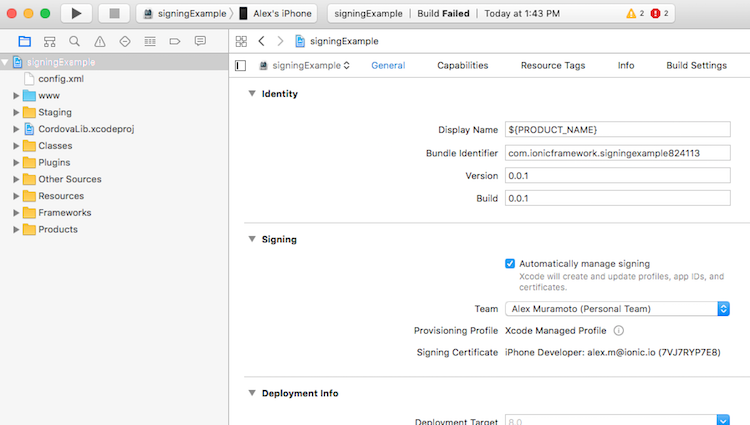 signingExample Alex's iPhone signingExample | Build Failed | Today at 1:43 PM 2 2
signingExample
signingExample
signingExample General Capabilities Resource Tags Info Build Settings
config.xml
www
Staging
CordovaLib.xcodeproj
Classes
Plugins
Other Sources
Resources
Frameworks
Products
Identity
Display Name ${PRODUCT_NAME}
Bundle Identifier com.ionicframework.signingexample824113
Version 0.0.1
Build 0.0.1
Signing
Automatically manage signing
Xcode will create and update profiles, app IDs, and
certificates.
Team Alex Muramoto (Personal Team)
Provisioning Profile Xcode Managed Profile
Signing Certificate iPhone Developer: alex.m@ionic.io (7VJ7RYP7E8)
Deployment Info
Deployment Target 8.0